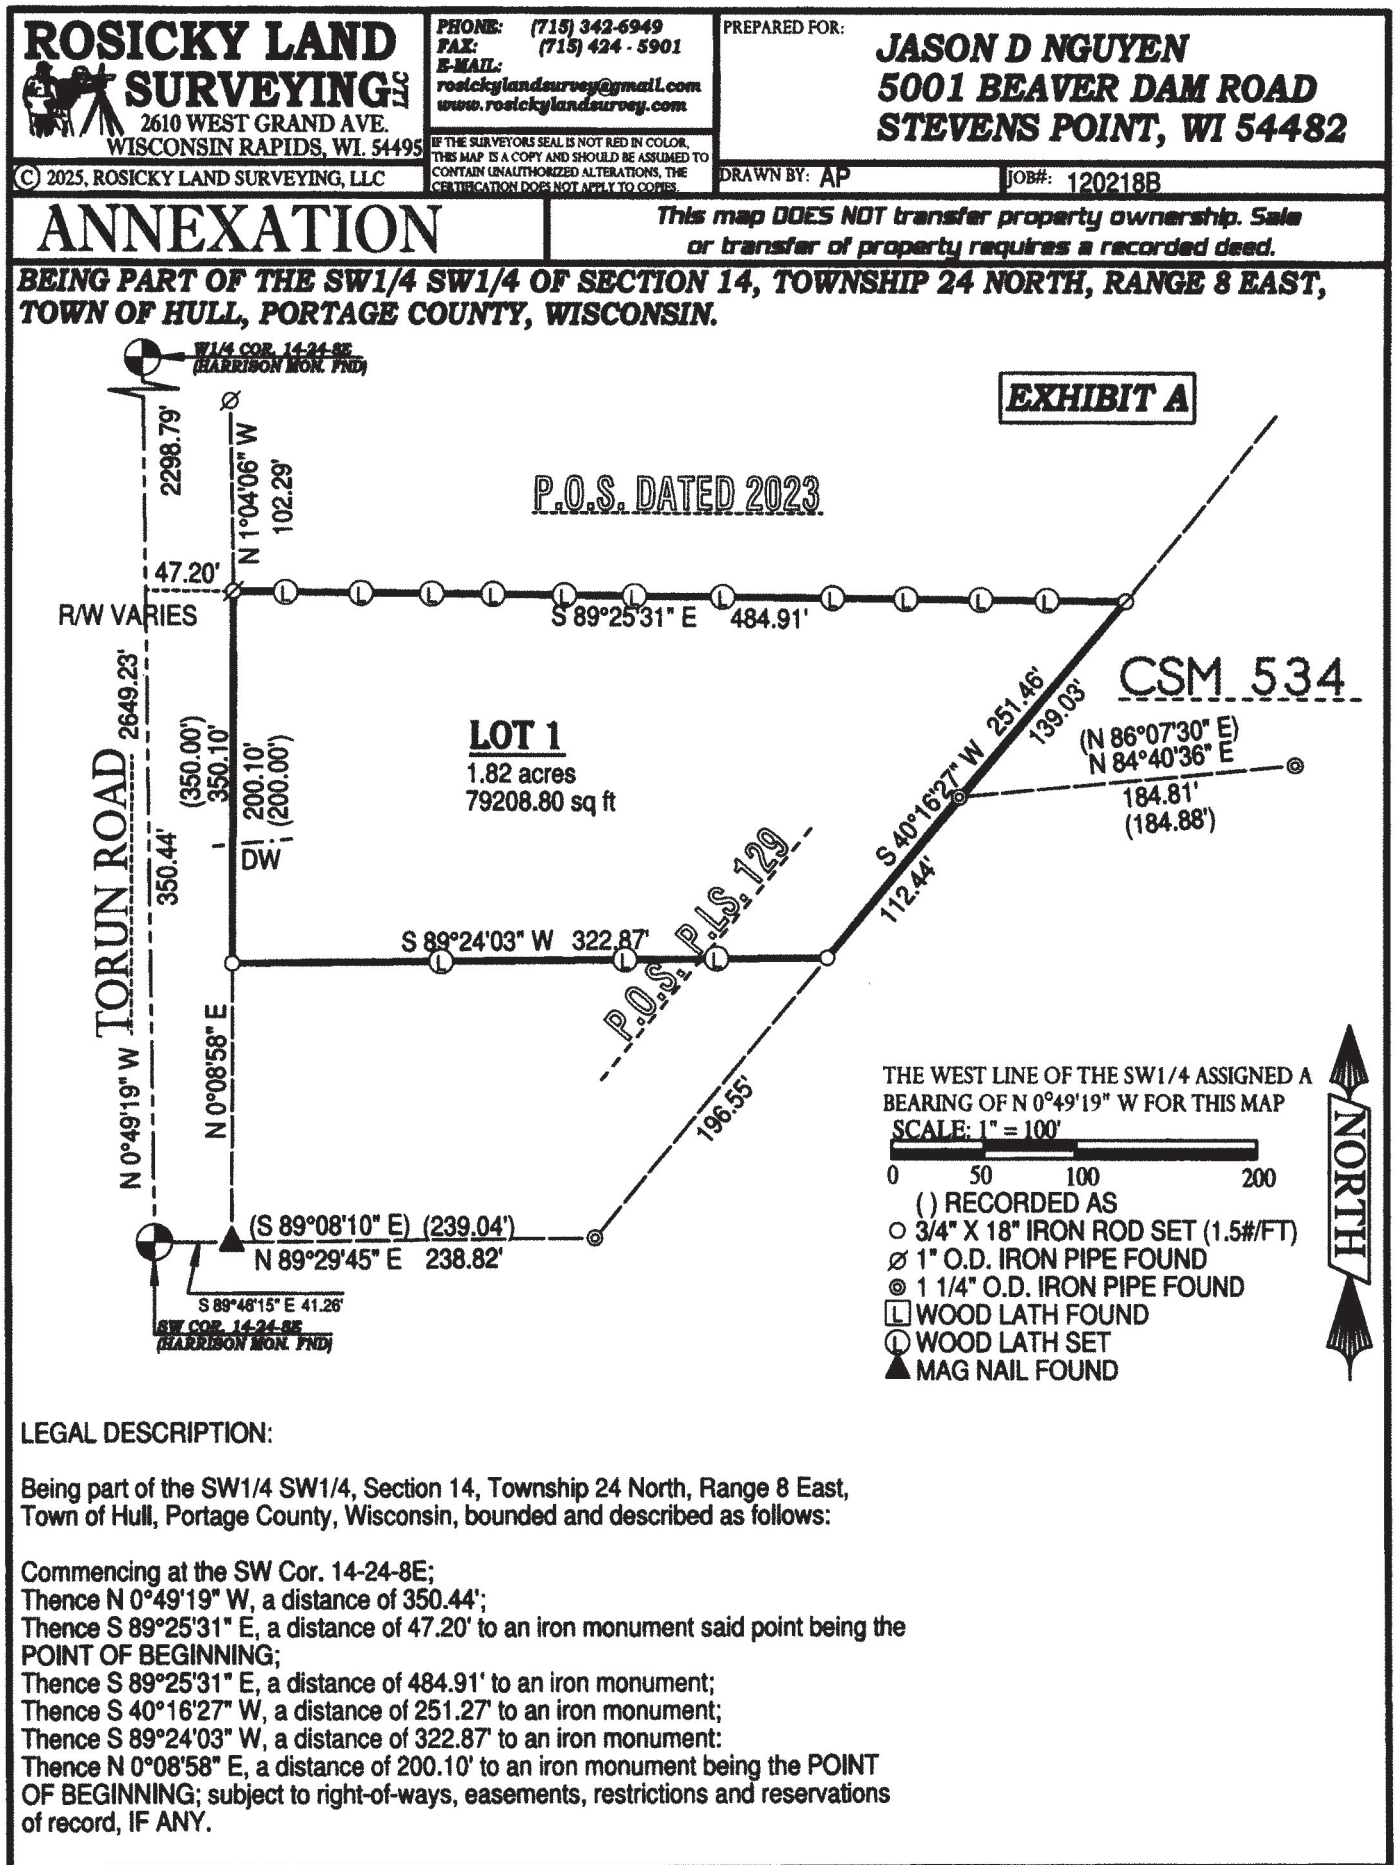 ROSICKY LAND
SURVEYING LLC
2610 WEST GRAND AVE.
WISCONSIN RAPIDS, WI. 54495
© 2025, ROSICKY LAND SURVEYING, LLC
PHONE: (715) 342-6949
FAX: (715) 424 - 5901
E-MAIL:
rosickylandsurvey@gmail.com
www.rosickylandsurvey.com
IF THE SURVEYORS SEAL IS NOT RED IN COLOR,
THIS MAP IS A COPY AND SHOULD BE ASSUMED TO
CONTAIN UNAUTHORIZED ALTERATIONS, THE
CERTIFICATION DOES NOT APPLY TO COPIES.
PREPARED FOR:
JASON D NGUYEN
5001 BEAVER DAM ROAD
STEVENS POINT, WI 54482
DRAWN BY: AP
JOB#: 120218B
ANNEXATION
This map DOES NOT transfer property ownership. Sale
or transfer of property requires a recorded deed.
BEING PART OF THE SW1/4 SW1/4 OF SECTION 14, TOWNSHIP 24 NORTH, RANGE 8 EAST,
TOWN OF HULL, PORTAGE COUNTY, WISCONSIN.
W1/4 COR. 14-24-8E
(HARRISON MON. FND)
EXHIBIT A
2298.79'
N 1°04'06" W
102.29'
P.O.S. DATED 2023
47.20'
R/W VARIES
L L L L L L L L L L L
S 89°25'31" E 484.91'
2649.23'
(350.00')
350.10'
200.10'
(200.00')
LOT 1
1.82 acres
79208.80 sq ft
S 40°16'27" W 251.46'
139.03'
112.44'
CSM 534
(N 86°07'30" E)
N 84°40'36" E
184.81'
(184.88')
TORUN ROAD
350.44'
DW
P.O.S. P.L.S. 129
S 89°24'03" W 322.87'
L L L
N 0°49'19" W
N 0°08'58" E
196.55'
(S 89°08'10" E) (239.04')
N 89°29'45" E 238.82'
S 89°46'15" E 41.26'
SW COR. 14-24-8E
(HARRISON MON. FND)
THE WEST LINE OF THE SW1/4 ASSIGNED A
BEARING OF N 0°49'19" W FOR THIS MAP
SCALE: 1" = 100'
0 50 100 200
( ) RECORDED AS
3/4" X 18" IRON ROD SET (1.5#/FT)
1" O.D. IRON PIPE FOUND
1 1/4" O.D. IRON PIPE FOUND
L WOOD LATH FOUND
L WOOD LATH SET
MAG NAIL FOUND
NORTH
LEGAL DESCRIPTION:
Being part of the SW1/4 SW1/4, Section 14, Township 24 North, Range 8 East,
Town of Hull, Portage County, Wisconsin, bounded and described as follows:
Commencing at the SW Cor. 14-24-8E;
Thence N 0°49'19" W, a distance of 350.44';
Thence S 89°25'31" E, a distance of 47.20' to an iron monument said point being the
POINT OF BEGINNING;
Thence S 89°25'31" E, a distance of 484.91' to an iron monument;
Thence S 40°16'27" W, a distance of 251.27' to an iron monument;
Thence S 89°24'03" W, a distance of 322.87' to an iron monument:
Thence N 0°08'58" E, a distance of 200.10' to an iron monument being the POINT
OF BEGINNING; subject to right-of-ways, easements, restrictions and reservations
of record, IF ANY.